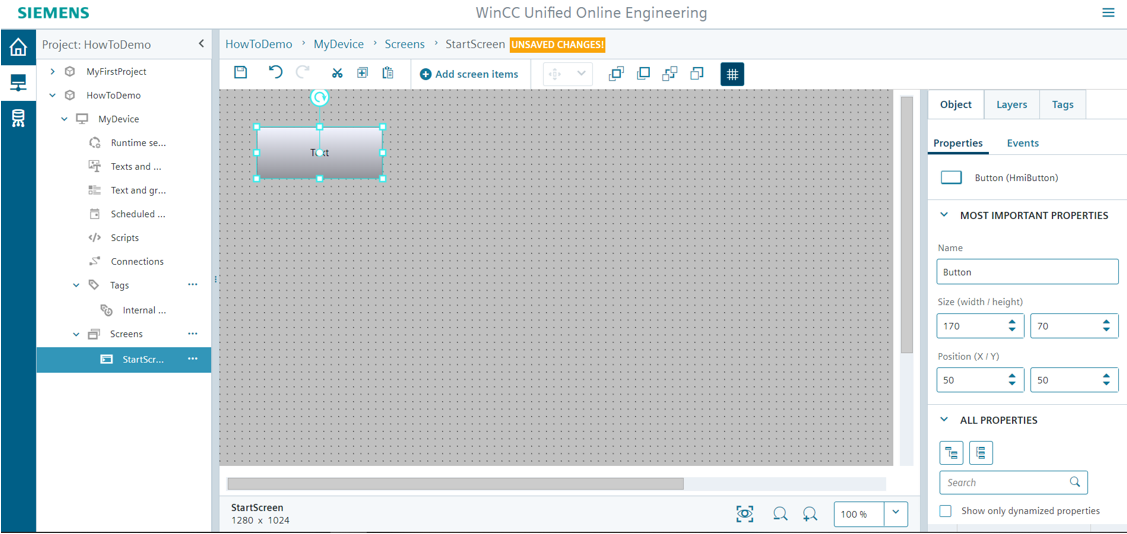 SIEMENS
WinCC Unified Online Engineering
Project: HowToDemo
HowToDemo › MyDevice › Screens › StartScreen UNSAVED CHANGES!
MyFirstProject
HowToDemo
MyDevice
Runtime se...
Texts and ...
Text and gr...
Scheduled ...
Scripts
Connections
Tags
Internal ...
Screens
StartScr...
Add screen items
Text
StartScreen
1280 x 1024
100 %
Object Layers Tags
Properties Events
Button (HmiButton)
MOST IMPORTANT PROPERTIES
Name
Button
Size (width / height)
170 70
Position (X / Y)
50 50
ALL PROPERTIES
Search
Show only dynamized properties